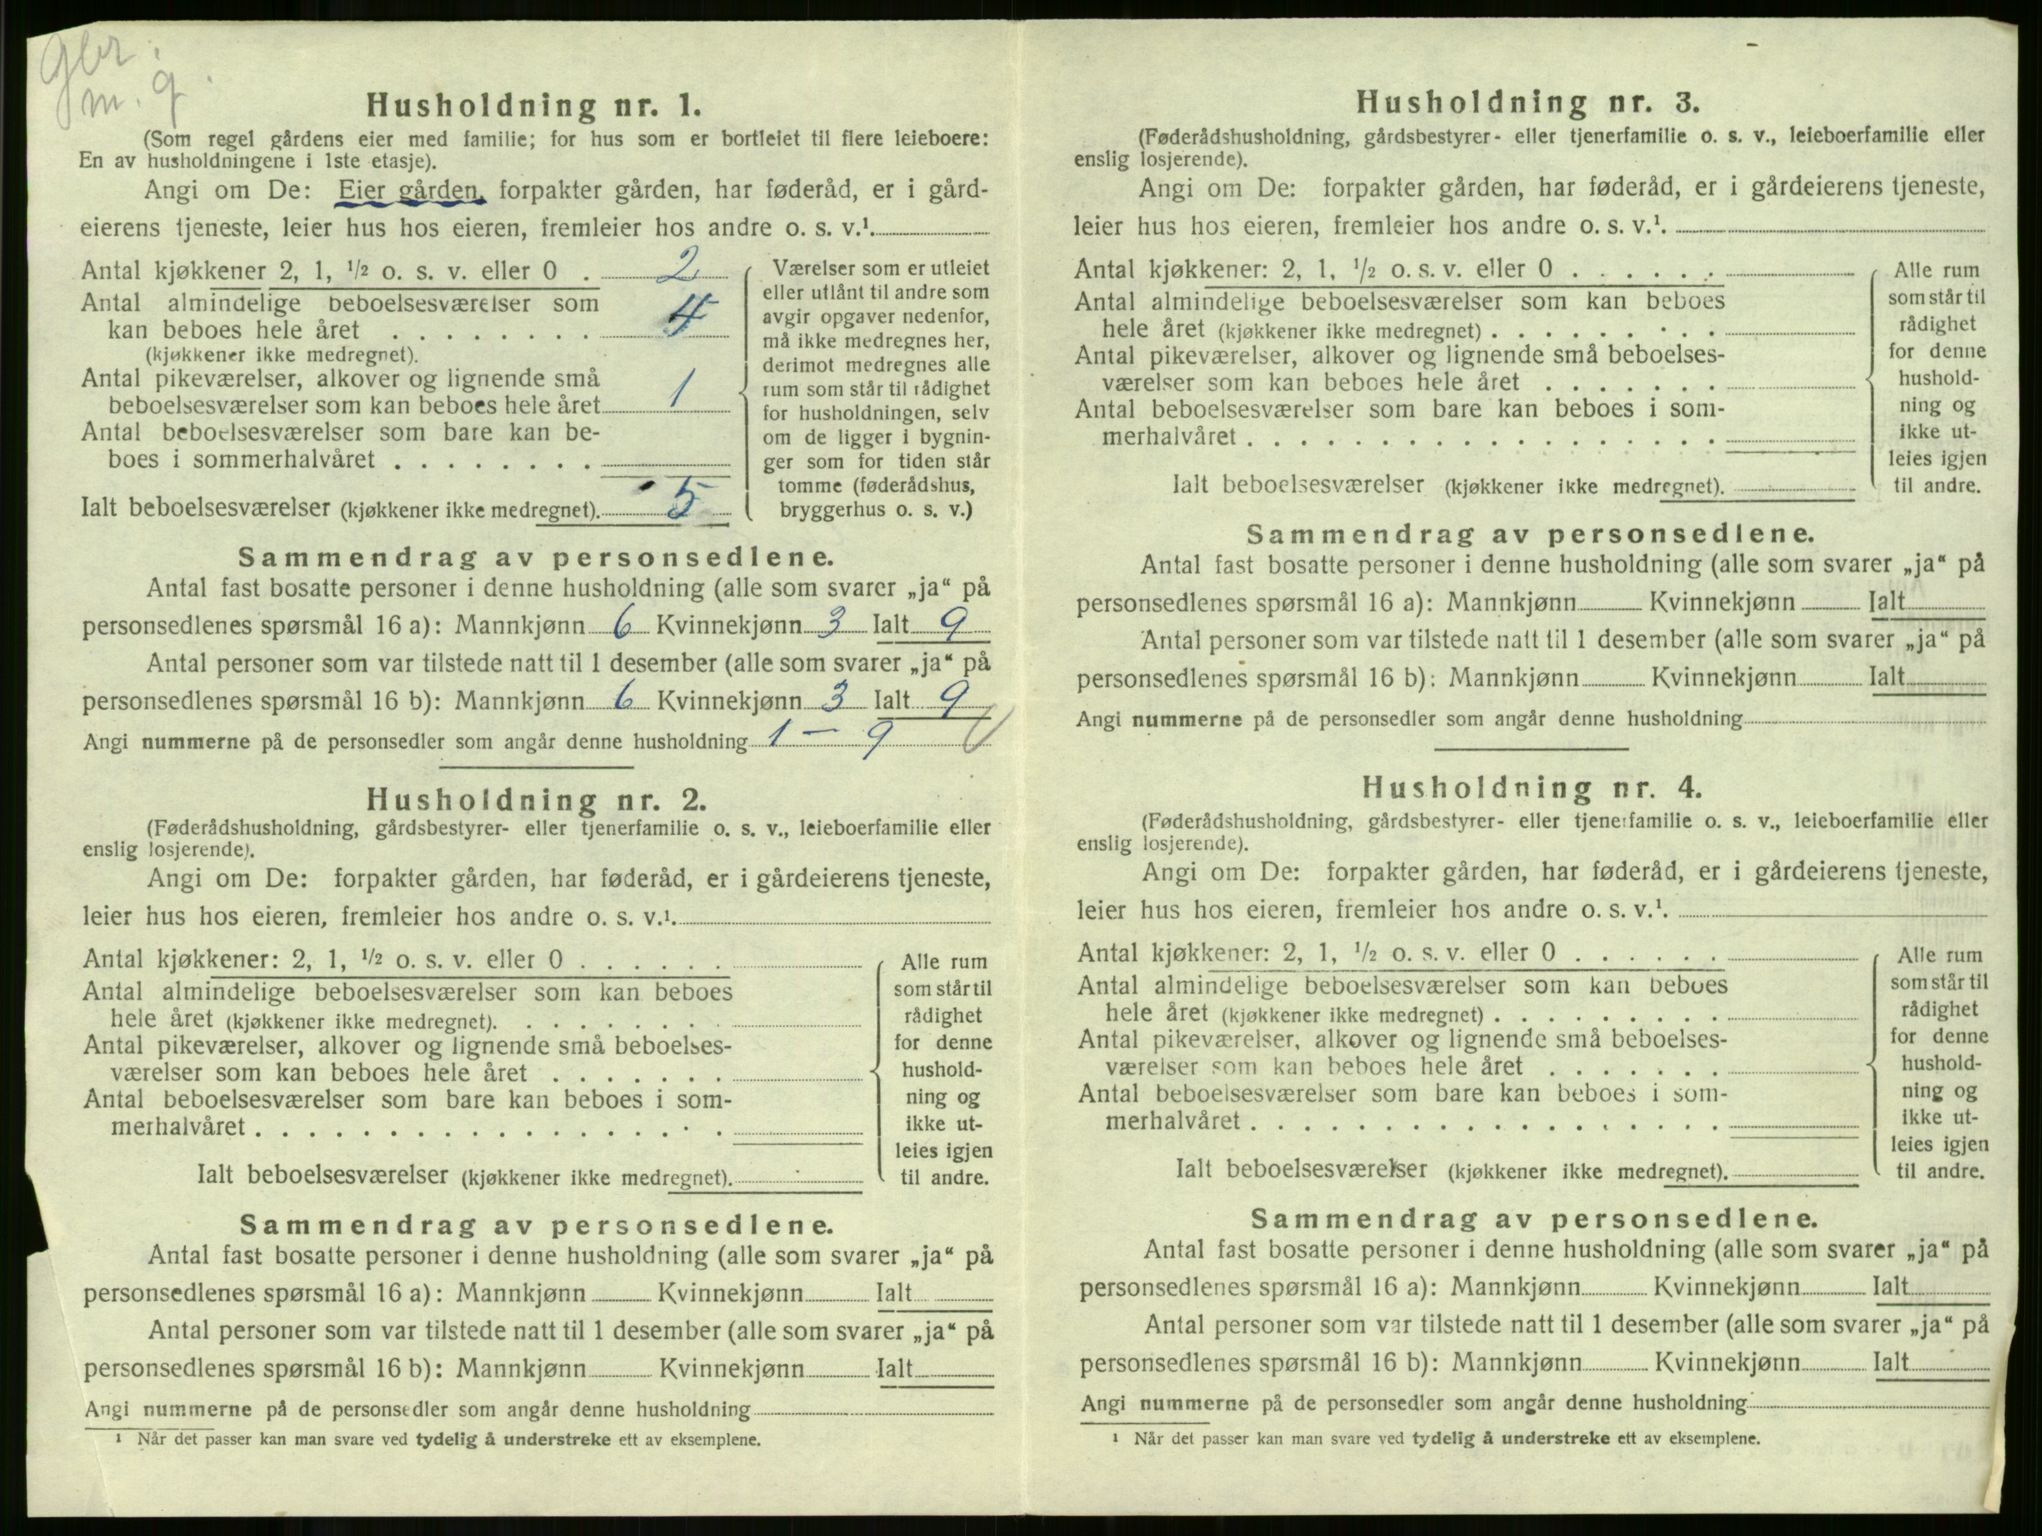 gbr.
m. 9.
Husholdning nr. 1.
(Som regel gårdens eier med familie; for hus som er bortleiet til flere leieboere:
En av husholdningene i 1ste etasje).
Angi om De: Eier gården, forpakter gården, har føderåd, er i gård-
eierens tjeneste, leier hus hos eieren, fremleier hos andre o. s. v.¹.
Antal kjøkkener 2, 1, ½ o. s. v. eller 0 . 2
Antal almindelige beboelsesværelser som
kan beboes hele året . . . . . . . . 4
(kjøkkener ikke medregnet).
Antal pikeværelser, alkover og lignende små
beboelsesværelser som kan beboes hele året 1
Antal beboelsesværelser som bare kan be-
boes i sommerhalvåret . . . . . . . .
Ialt beboelsesværelser (kjøkkener ikke medregnet). 5
Værelser som er utleiet
eller utlånt til andre som
avgir opgaver nedenfor,
må ikke medregnes her,
derimot medregnes alle
rum som står til rådighet
for husholdningen, selv
om de ligger i bygnin-
ger som for tiden står
tomme (føderådshus,
bryggerhus o. s. v.)
Sammendrag av personsedlene.
Antal fast bosatte personer i denne husholdning (alle som svarer „ja“ på
personsedlenes spørsmål 16 a): Mannkjønn 6 Kvinnekjønn 3 Ialt 9
Antal personer som var tilstede natt til 1 desember (alle som svarer „ja“ på
personsedlenes spørsmål 16 b): Mannkjønn 6 Kvinnekjønn 3 Ialt 9
Angi nummerne på de personsedler som angår denne husholdning 1 – 9
Husholdning nr. 2.
(Føderådshusholdning, gårdsbestyrer- eller tjenerfamilie o. s. v., leieboerfamilie eller
enslig losjerende).
Angi om De: forpakter gården, har føderåd, er i gårdeierens tjeneste,
leier hus hos eieren, fremleier hos andre o. s. v.¹.
Antal kjøkkener: 2, 1, ½ o. s. v. eller 0 . . . . . .
Antal almindelige beboelsesværelser som kan beboes
hele året (kjøkkener ikke medregnet). . . . . . . . .
Antal pikeværelser, alkover og lignende små beboelses-
værelser som kan beboes hele året . . . . . . .
Antal beboelsesværelser som bare kan beboes i som-
merhalvåret . . . . . . . . . . . . . . . . . .
Ialt beboelsesværelser (kjøkkener ikke medregnet).
Alle rum
som står til
rådighet
for denne
hushold-
ning og
ikke ut-
leies igjen
til andre.
Sammendrag av personsedlene.
Antal fast bosatte personer i denne husholdning (alle som svarer „ja“ på
personsedlenes spørsmål 16 a): Mannkjønn Kvinnekjønn Ialt
Antal personer som var tilstede natt til 1 desember (alle som svarer „ja“ på
personsedlenes spørsmål 16 b): Mannkjønn Kvinnekjønn Ialt
Angi nummerne på de personsedler som angår denne husholdning
¹ Når det passer kan man svare ved tydelig å understreke ett av eksemplene.
Husholdning nr. 3.
(Føderådshusholdning, gårdsbestyrer- eller tjenerfamilie o. s. v., leieboerfamilie eller
enslig losjerende).
Angi om De: forpakter gården, har føderåd, er i gårdeierens tjeneste,
leier hus hos eieren, fremleier hos andre o. s. v.¹.
Antal kjøkkener: 2, 1, ½ o. s. v. eller 0 . . . . . .
Antal almindelige beboelsesværelser som kan beboes
hele året (kjøkkener ikke medregnet) . . . . . . . . .
Antal pikeværelser, alkover og lignende små beboelses-
værelser som kan beboes hele året . . . . . . .
Antal beboelsesværelser som bare kan beboes i som-
merhalvåret . . . . . . . . . . . . . . . . . .
Ialt beboelsesværelser (kjøkkener ikke medregnet).
Alle rum
som står til
rådighet
for denne
hushold-
ning og
ikke ut-
leies igjen
til andre.
Sammendrag av personsedlene.
Antal fast bosatte personer i denne husholdning (alle som svarer „ja“ på
personsedlenes spørsmål 16 a): Mannkjønn Kvinnekjønn Ialt
Antal personer som var tilstede natt til 1 desember (alle som svarer „ja“ på
personsedlenes spørsmål 16 b): Mannkjønn Kvinnekjønn Ialt
Angi nummerne på de personsedler som angår denne husholdning
Husholdning nr. 4.
(Føderådshusholdning, gårdsbestyrer- eller tjenerfamilie o. s. v., leieboerfamilie eller
enslig losjerende).
Angi om De: forpakter gården, har føderåd, er i gårdeierens tjeneste,
leier hus hos eieren, fremleier hos andre o. s. v.¹.
Antal kjøkkener: 2, 1, ½ o. s. v. eller 0 . . . . . .
Antal almindelige beboelsesværelser som kan beboes
hele året (kjøkkener ikke medregnet) . . . . . . . . .
Antal pikeværelser, alkover og lignende små beboelses-
værelser som kan beboes hele året . . . . . . .
Antal beboelsesværelser som bare kan beboes i som-
merhalvåret . . . . . . . . . . . . . . . . . .
Ialt beboelsesværelser (kjøkkener ikke medregnet).
Alle rum
som står til
rådighet
for denne
hushold-
ning og
ikke ut-
leies igjen
til andre.
Sammendrag av personsedlene.
Antal fast bosatte personer i denne husholdning (alle som svarer „ja“ på
personsedlenes spørsmål 16 a): Mannkjønn Kvinnekjønn Ialt
Antal personer som var tilstede natt til 1 desember (alle som svarer „ja“ på
personsedlenes spørsmål 16 b): Mannkjønn Kvinnekjønn Ialt
Angi nummerne på de personsedler som angår denne husholdning
¹ Når det passer kan man svare ved tydelig å understreke ett av eksemplene.